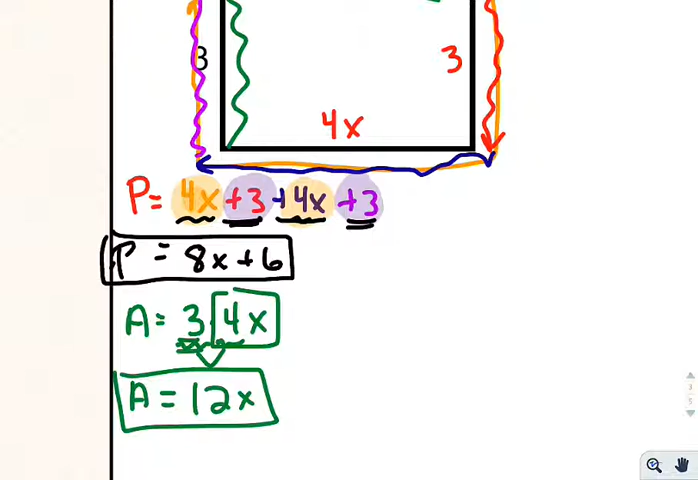 3 3
4x
P= 4x +3 +4x +3
P = 8x+6
A= 3 4x
A = 12x